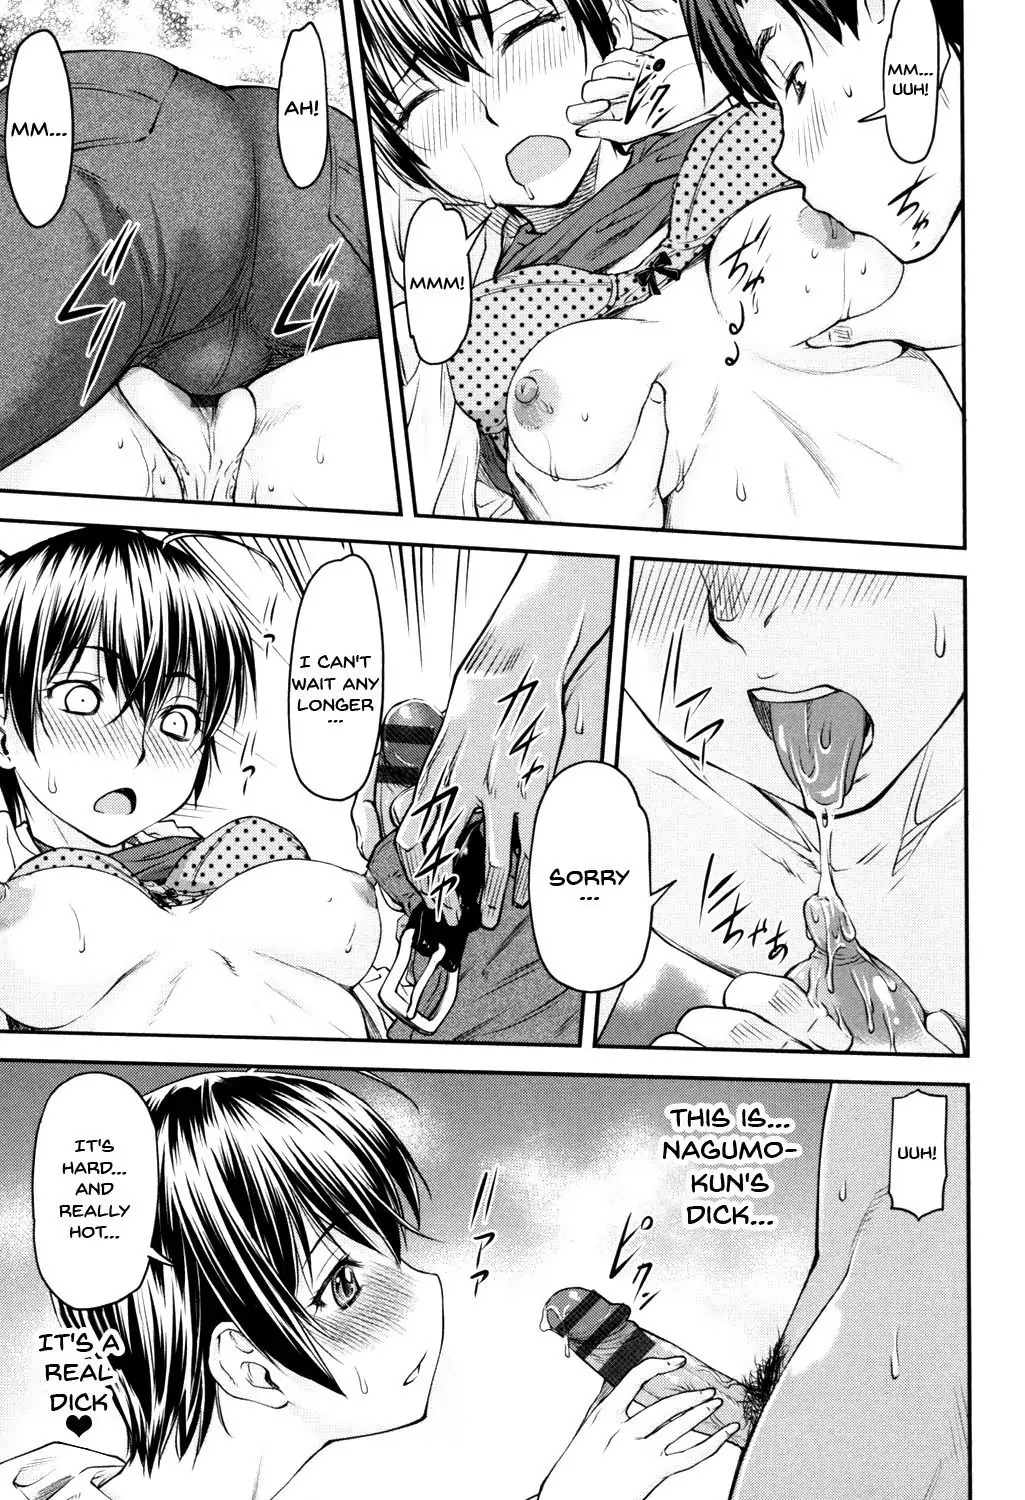 MM...
UUH!
MMM!
AH!
MM...
SORRY
...
I CAN'T
WAIT ANY
LONGER
...
UUH!
THIS IS...
NAGUMO-
KUN'S
DICK...
IT'S
HARD...
AND
REALLY
HOT...
IT'S A
REAL
DICK
♥